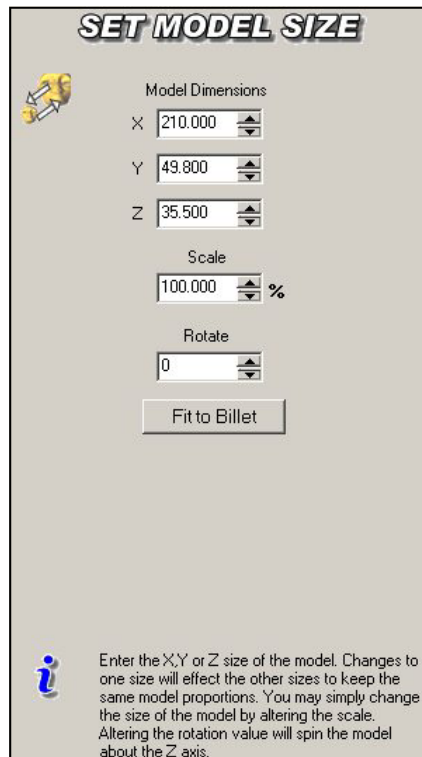 SET MODEL SIZE
Model Dimensions
X 210.000
Y 49.800
Z 35.500
Scale
100.000 %
Rotate
0
Fit to Billet
Enter the X,Y or Z size of the model. Changes to
one size will effect the other sizes to keep the
same model proportions. You may simply change
the size of the model by altering the scale.
Altering the rotation value will spin the model
about the Z axis.